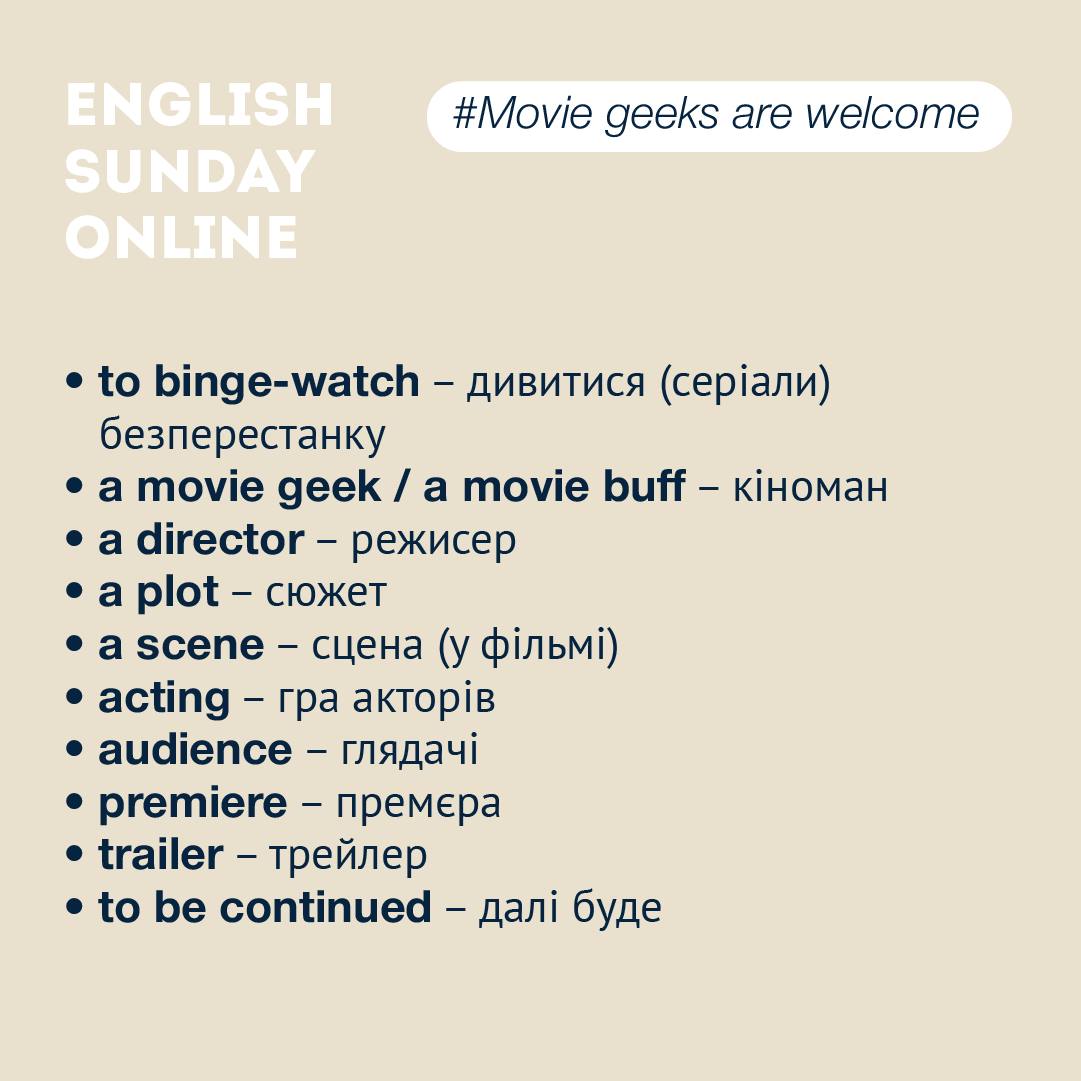 ENGLISH
SUNDAY
ONLINE
#Movie geeks are welcome
• to binge-watch – дивитися (серіали)
безперестанку
• a movie geek / a movie buff – кіноман
• a director – режисер
• a plot – сюжет
• a scene – сцена (у фільмі)
• acting – гра акторів
• audience – глядачі
• premiere – премєра
• trailer – трейлер
• to be continued – далі буде